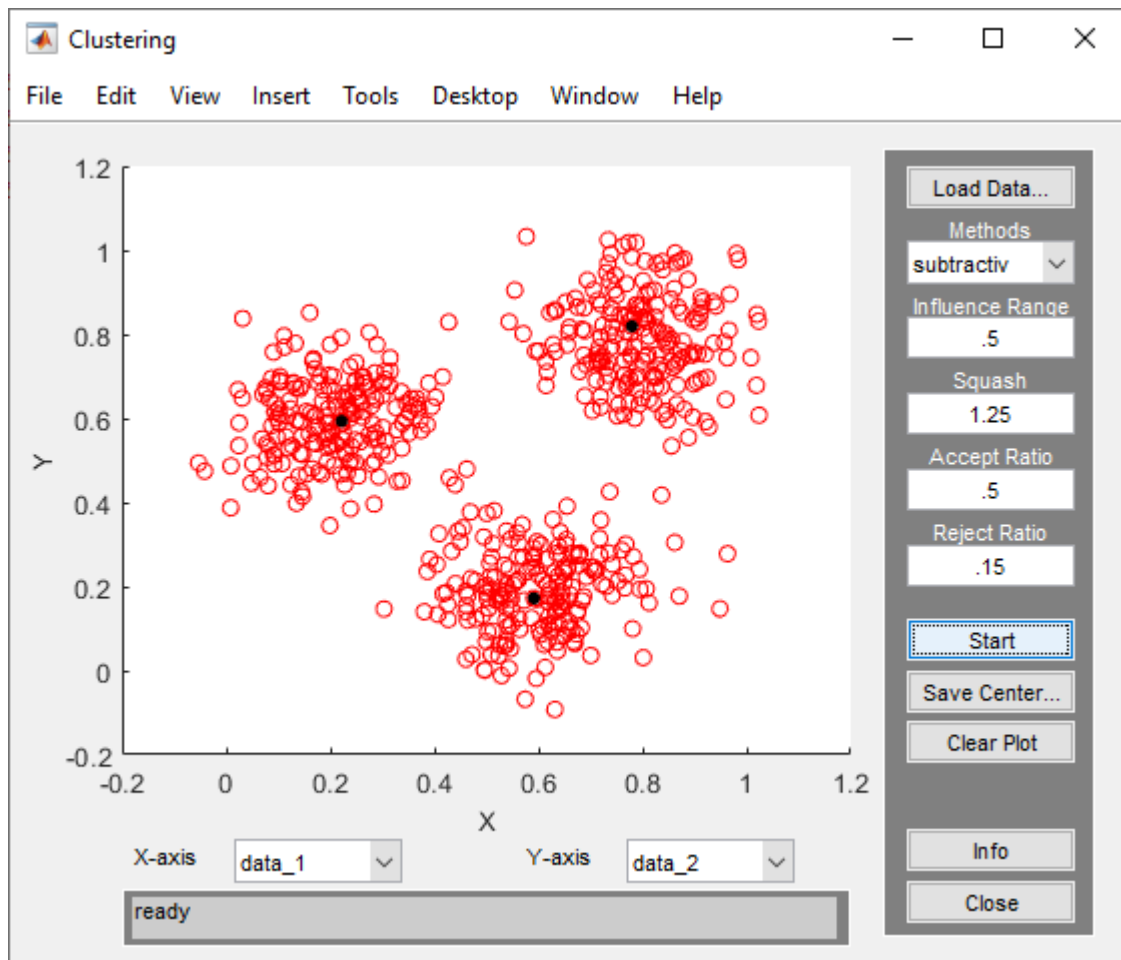 Clustering
File Edit View Insert Tools Desktop Window Help
1.2
1
0.8
0.6
0.4
0.2
0
-0.2
Y
-0.2 0 0.2 0.4 0.6 0.8 1 1.2
X
X-axis data_1 Y-axis data_2
ready
Load Data...
Methods
subtractiv
Influence Range
.5
Squash
1.25
Accept Ratio
.5
Reject Ratio
.15
Start
Save Center...
Clear Plot
Info
Close